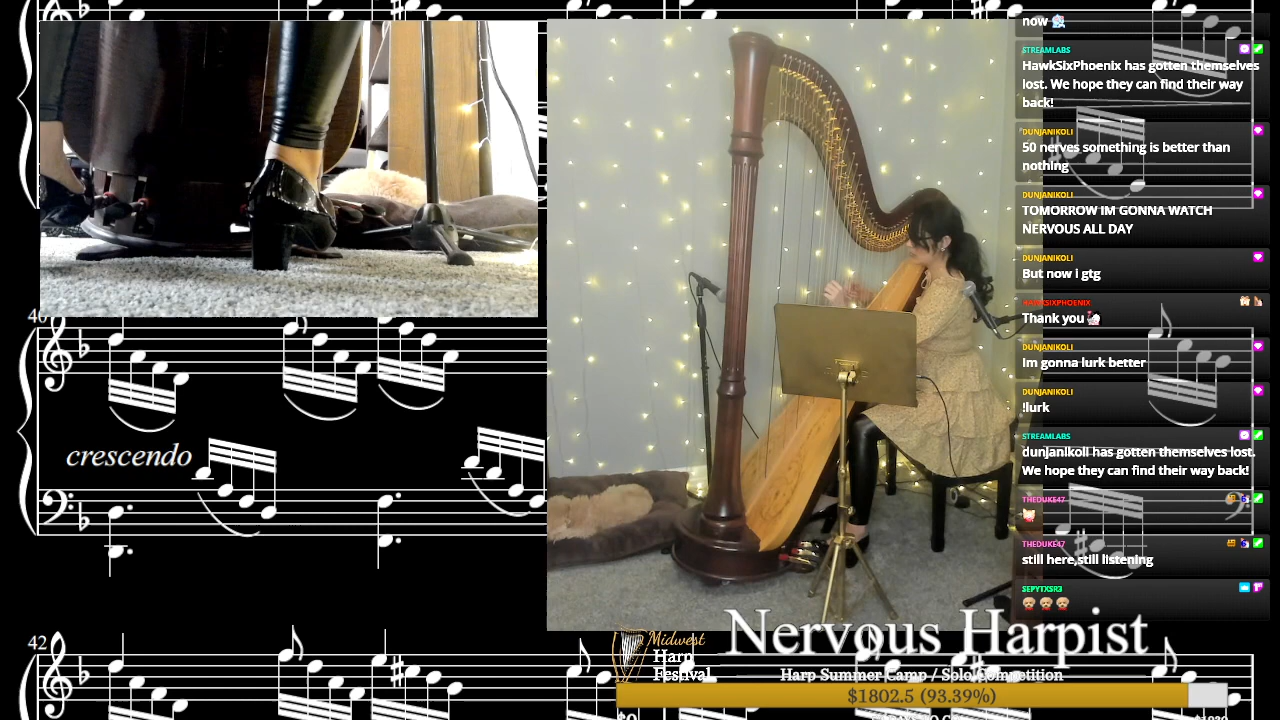 now
STREAMLABS
HawkSixPhoenix has gotten themselves
lost. We hope they can find their way
back!
DUNJANIKOLI
50 nerves something is better than
nothing
DUNJANIKOLI
TOMORROW IM GONNA WATCH
NERVOUS ALL DAY
DUNJANIKOLI
But now i gtg
HAWKSIXPHOENIX
Thank you
DUNJANIKOLI
Im gonna lurk better
DUNJANIKOLI
!lurk
STREAMLABS
dunjanikoli has gotten themselves lost.
We hope they can find their way back!
THEDUKE47
THEDUKE47
still here,still listening
SEPYTXSR3
40
crescendo
42
Nervous Harpist
Midwest
Harp
Festival
Harp Summer Camp / Solo Competition
$1802.5 (93.39%)
$0